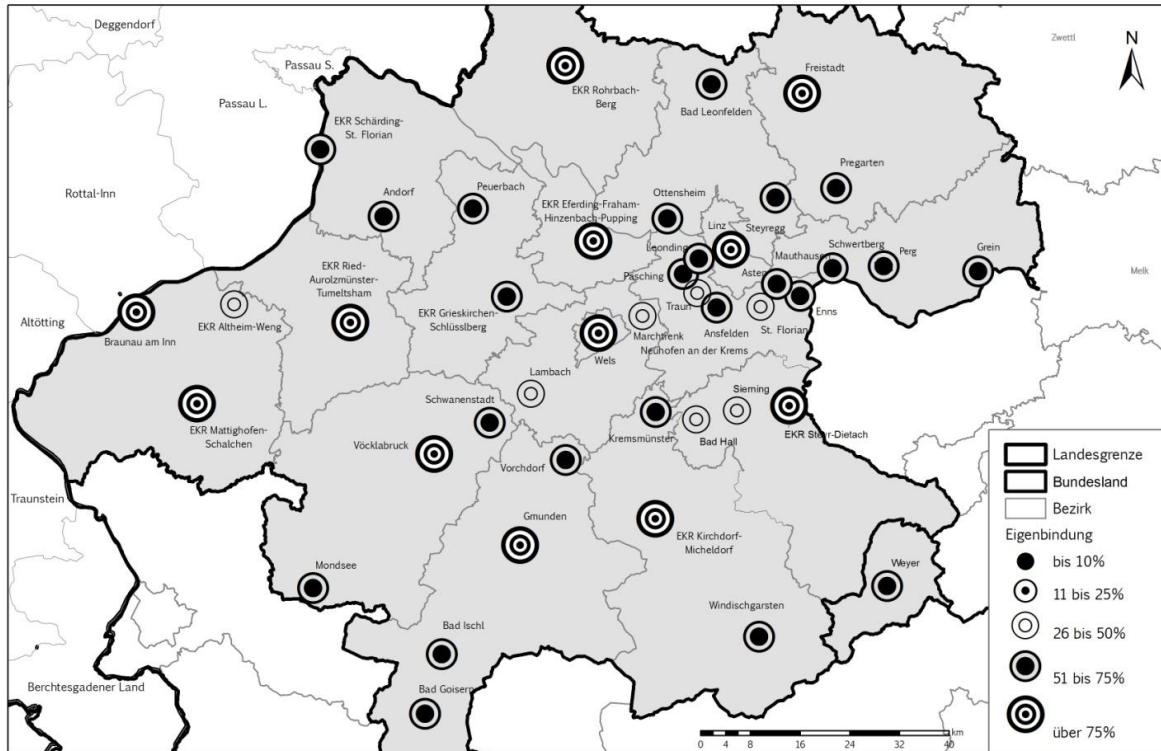 Deggendorf
Zwettl
N
Passau S.
Freistadt
EKR Rohrbach-
Berg
Passau L.
Bad Leonfelden
EKR Schärding-
St. Florian
Pregarten
Rottal-Inn
Andorf
Peuerbach
Ottensheim
EKR Eferding-Fraham-
Hinzenbach-Pupping
Linz
Steyregg
Leonding
Schwertberg
Perg
Grein
Mauthausen
Asten
Pasching
Melk
EKR Ried-
Aurolzmünster-
Tumeltsham
Traun
Enns
Altötting
EKR Altheim-Weng
EKR Grieskirchen-
Schlüsslberg
Ansfelden
St. Florian
Braunau am Inn
Marchtrenk
Neuhofen an der Krems
Wels
Lambach
Sierning
Schwanenstadt
EKR Mattighofen-
Schalchen
Kremsmünster
Bad Hall
EKR Steyr-Dietach
Vöcklabruck
Vorchdorf
Traunstein
Gmunden
EKR Kirchdorf-
Micheldorf
Mondsee
Weyer
Windischgarsten
Bad Ischl
Berchtesgadener Land
Bad Goisern
Landesgrenze
Bundesland
Bezirk
Eigenbindung
bis 10%
11 bis 25%
26 bis 50%
51 bis 75%
über 75%
km
0 2 4 8 12 16 20 24 28 32 36 40